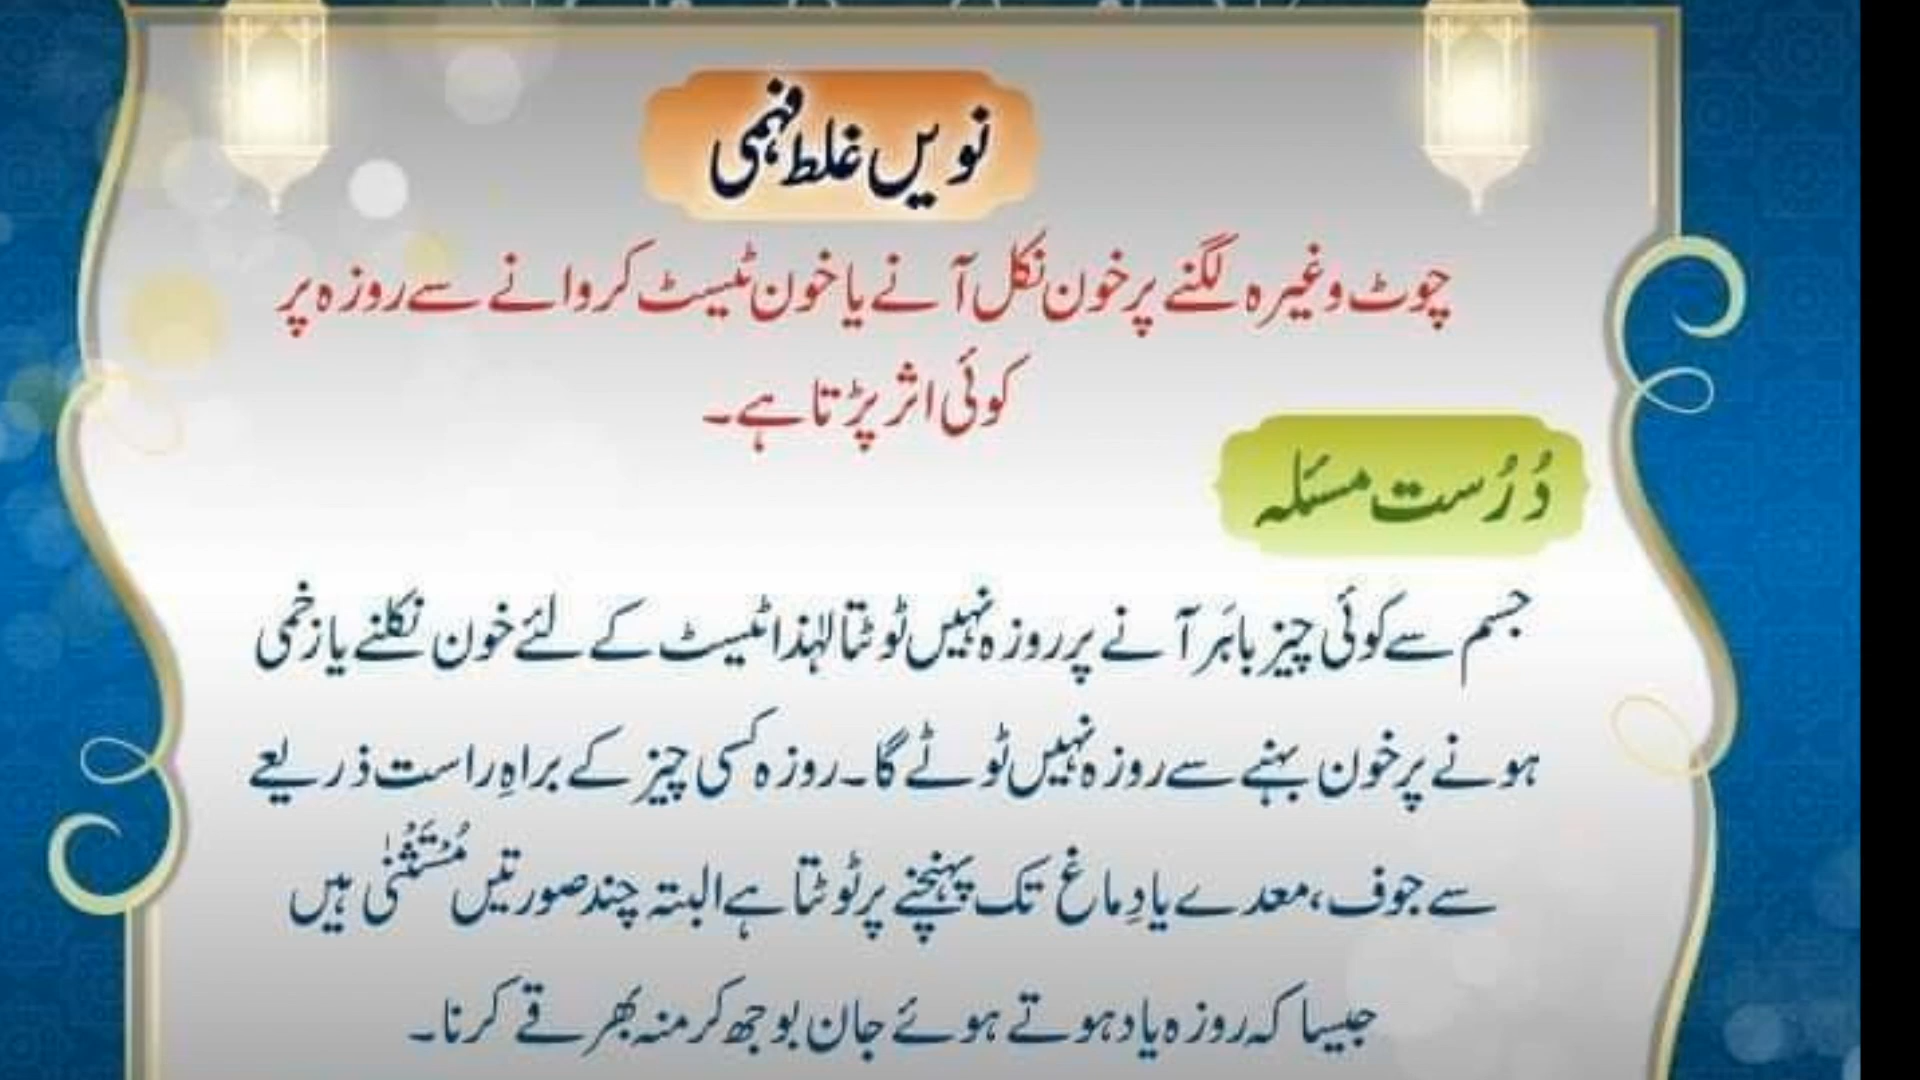 نویں غلط فہمی
چوٹ وغیرہ لگنے پر خون نکل آنے یا خون ٹیسٹ کروانے سے روزہ پر
کوئی اثر پڑتا ہے۔
دُرُست مسئلہ
جسم سے کوئی چیز باہَر آنے پر روزہ نہیں ٹوٹتا لہٰذا ٹیسٹ کے لئے خون نکلنے یا زخمی
ہونے پر خون بہنے سے روزہ نہیں ٹوٹے گا۔ روزہ کسی چیز کے براہِ راست ذریعے
سے جوف، معدے یا دِماغ تک پہنچنے پر ٹوٹتا ہے البتہ چند صورتیں مُسْتَثْنٰی ہیں
جیسا کہ روزہ یاد ہوتے ہوئے جان بوجھ کر منہ بھر قے کرنا۔